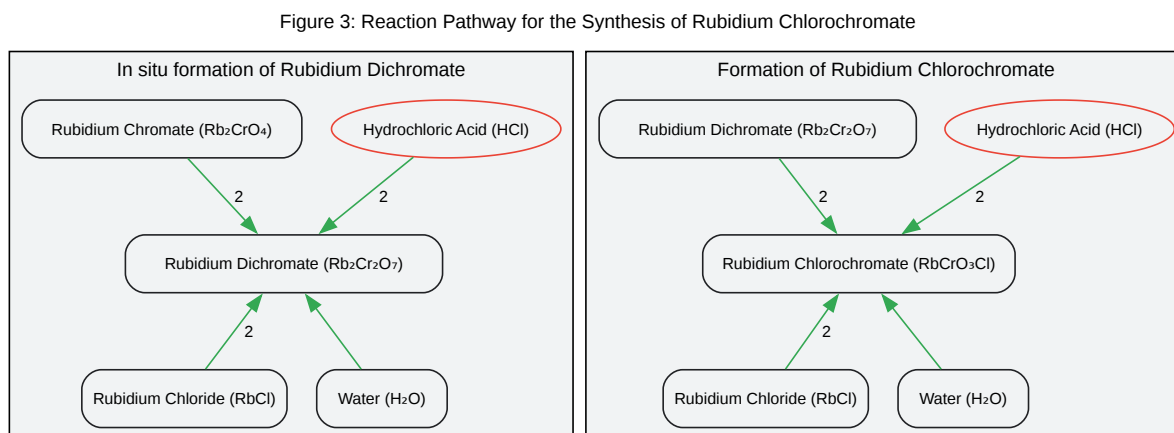 Figure 3: Reaction Pathway for the Synthesis of Rubidium Chlorochromate
In situ formation of Rubidium Dichromate
Rubidium Chromate (Rb₂CrO₄)
Hydrochloric Acid (HCl)
2
2
Rubidium Dichromate (Rb₂Cr₂O₇)
2
Rubidium Chloride (RbCl)
Water (H₂O)
Formation of Rubidium Chlorochromate
Rubidium Dichromate (Rb₂Cr₂O₇)
Hydrochloric Acid (HCl)
2
2
Rubidium Chlorochromate (RbCrO₃Cl)
2
Rubidium Chloride (RbCl)
Water (H₂O)